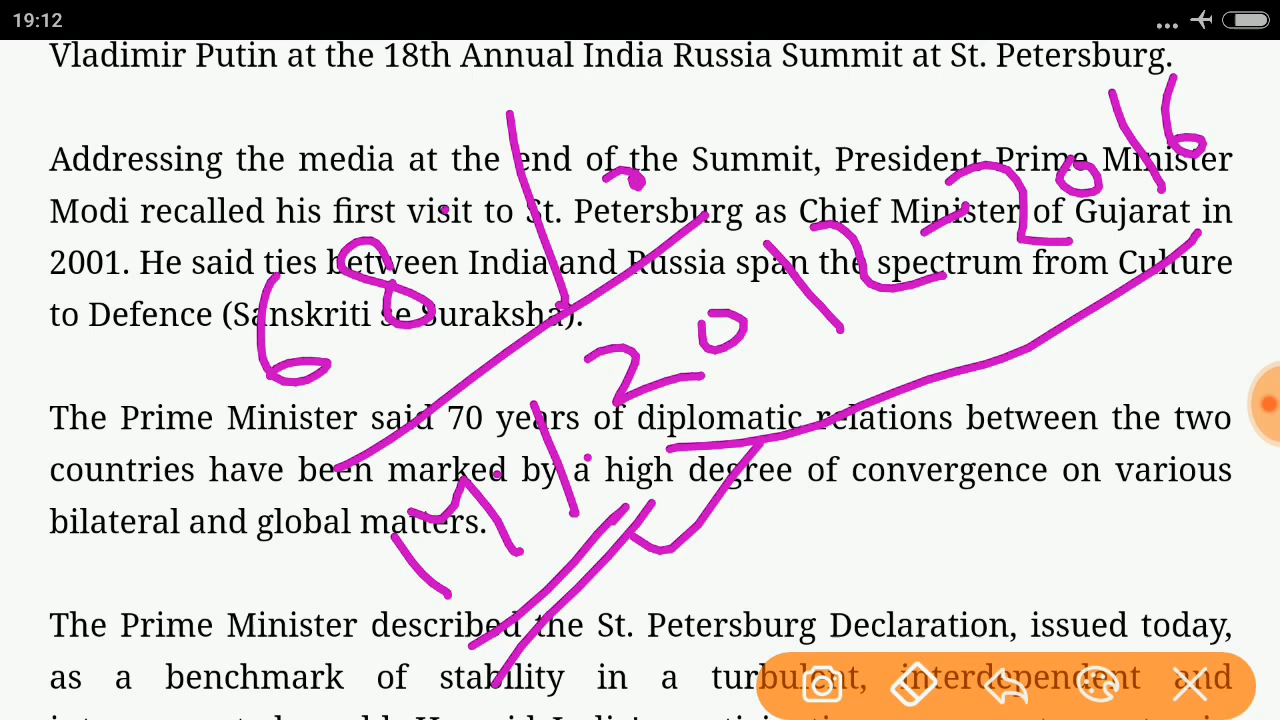 19:12
Vladimir Putin at the 18th Annual India Russia Summit at St. Petersburg.
Addressing the media at the end of the Summit, President Prime Minister
Modi recalled his first visit to St. Petersburg as Chief Minister of Gujarat in
2001. He said ties between India and Russia span the spectrum from Culture
to Defence (Sanskriti se Suraksha).
The Prime Minister said 70 years of diplomatic relations between the two
countries have been marked by a high degree of convergence on various
bilateral and global matters.
The Prime Minister described the St. Petersburg Declaration, issued today,
as a benchmark of stability in a turbulent, interdependent and